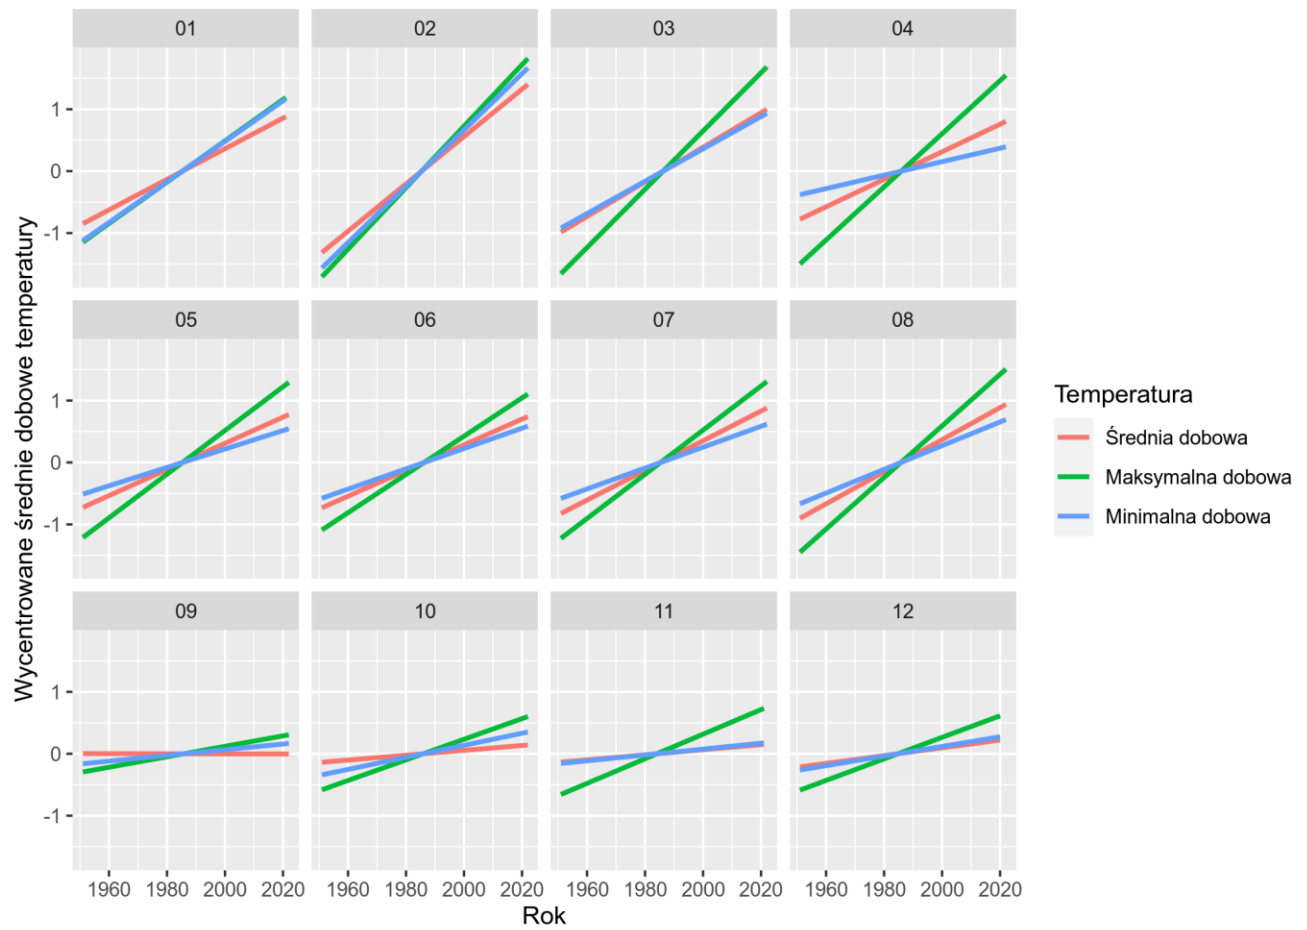 01 02 03 04
1
0
-1
05 06 07 08
1
0
-1
09 10 11 12
1
0
-1
1960 1980 2000 2020 1960 1980 2000 2020 1960 1980 2000 2020 1960 1980 2000 2020
Rok
Wycentrowane średnie dobowe temperatury
Temperatura
Średnia dobowa
Maksymalna dobowa
Minimalna dobowa